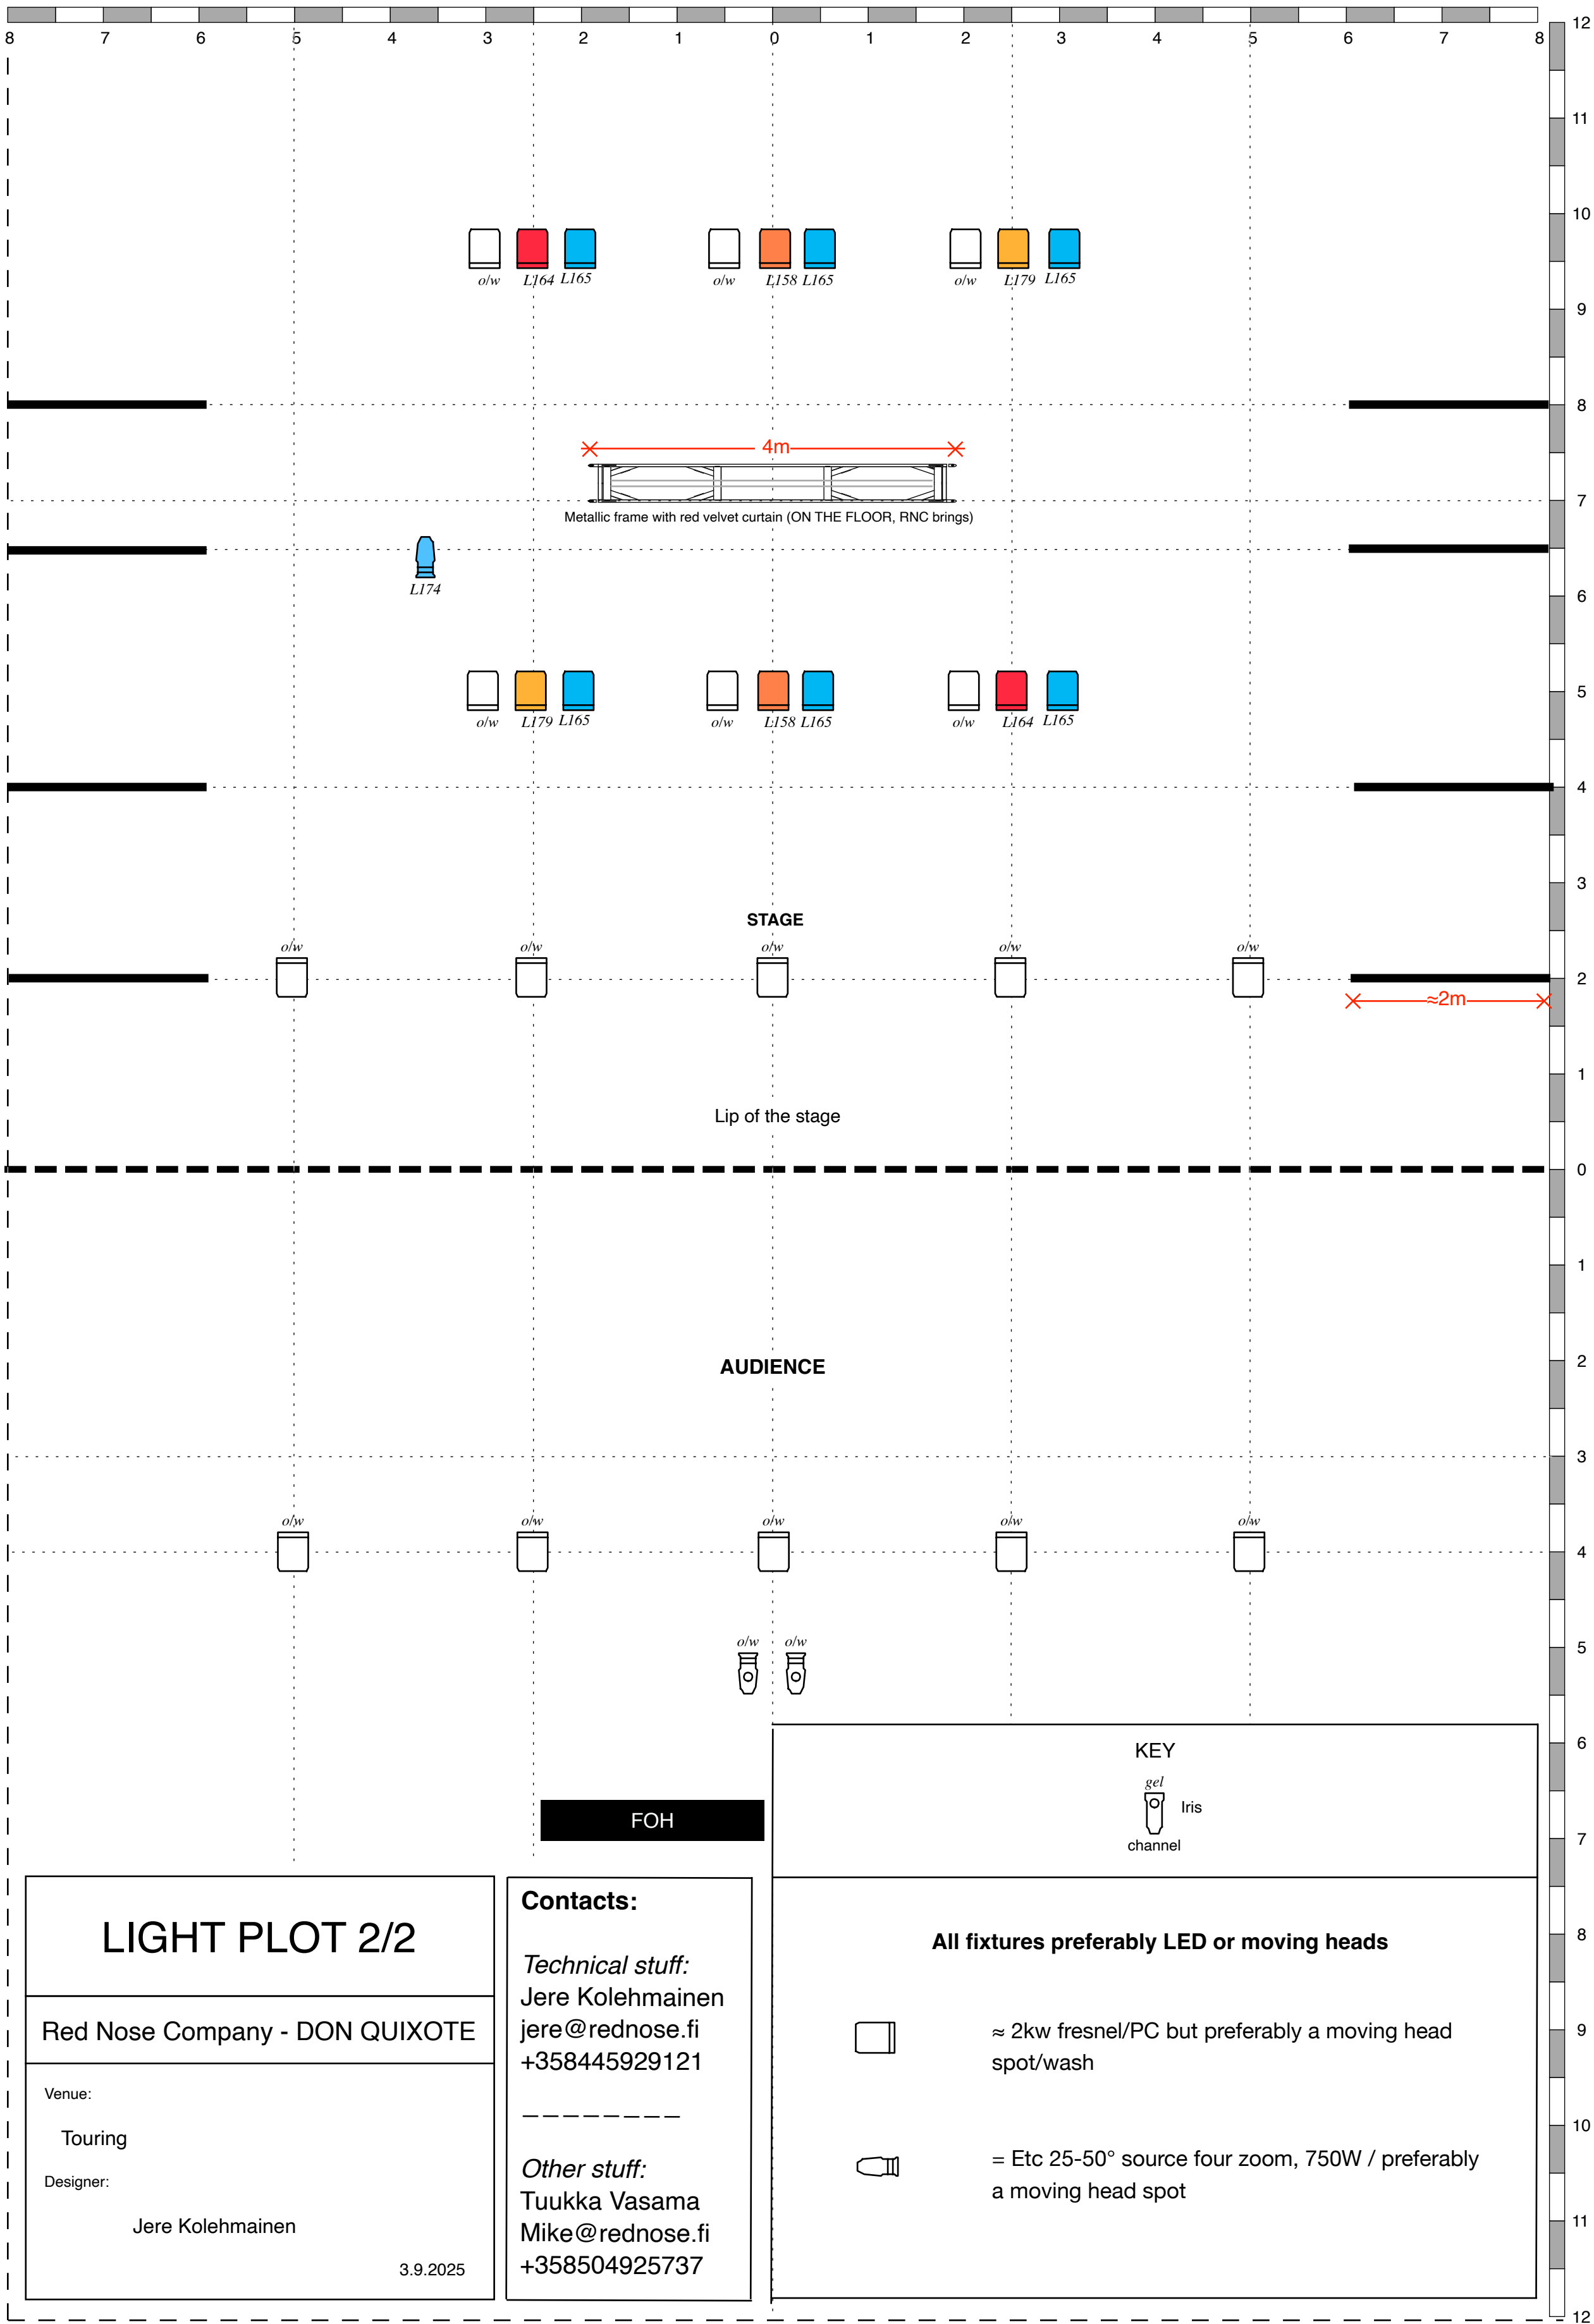 8 7 6 5 4 3 2 1 0 1 2 3 4 5 6 7 8
12
11
10
o/w L164 L165 o/w L158 L165 o/w L179 L165
9
8
4m
7
Metallic frame with red velvet curtain (ON THE FLOOR, RNC brings)
L174
6
5
o/w L179 L165 o/w L158 L165 o/w L164 L165
4
3
STAGE
o/w o/w o/w o/w o/w
2
≈2m
1
Lip of the stage
0
1
AUDIENCE
2
3
o/w o/w o/w o/w o/w
4
o/w o/w
5
6
KEY
gel
Iris
channel
FOH
7
8
9
10
11
12
LIGHT PLOT 2/2
Red Nose Company - DON QUIXOTE
Venue:
Touring
Designer:
Jere Kolehmainen
3.9.2025
Contacts:
Technical stuff:
Jere Kolehmainen
jere@rednose.fi
+358445929121
________
Other stuff:
Tuukka Vasama
Mike@rednose.fi
+358504925737
All fixtures preferably LED or moving heads
≈ 2kw fresnel/PC but preferably a moving head
spot/wash
= Etc 25-50° source four zoom, 750W / preferably
a moving head spot